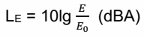 L_E = 10lg E/E_0 (dBA)